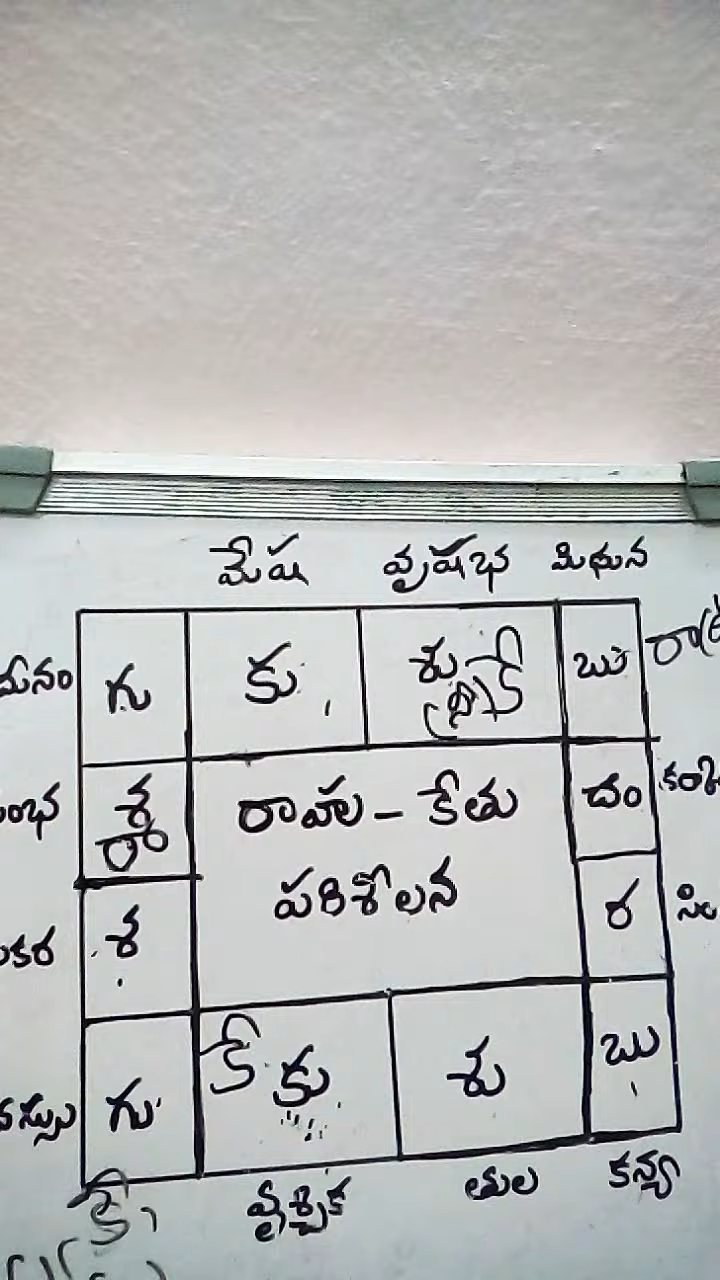 మేష వృషభ మిథున
గు కు శు బు
శ రా రాహు - కేతు చం
పరిశీలన ర
శ
గు కే కు శు బు
వృశ్చిక తుల కన్య